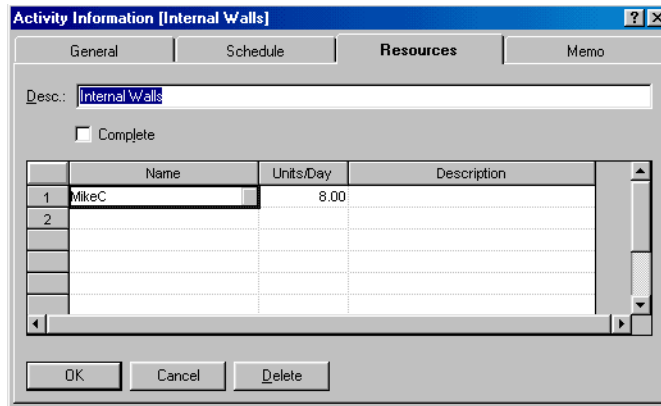 Activity Information [Internal Walls]
General Schedule Resources Memo
Desc.: Internal Walls
Complete
Name Units/Day Description
1 MikeC 8.00
2
OK Cancel Delete